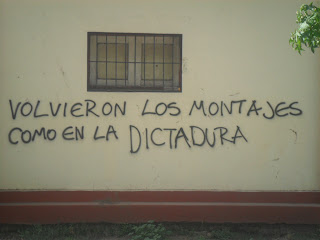 VOLVIERON LOS MONTAJES
COMO EN LA DICTADURA